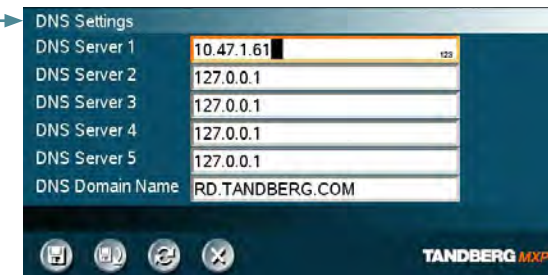 DNS Settings
DNS Server 1 10.47.1.61 123
DNS Server 2 127.0.0.1
DNS Server 3 127.0.0.1
DNS Server 4 127.0.0.1
DNS Server 5 127.0.0.1
DNS Domain Name RD.TANDBERG.COM
TANDBERG MXP